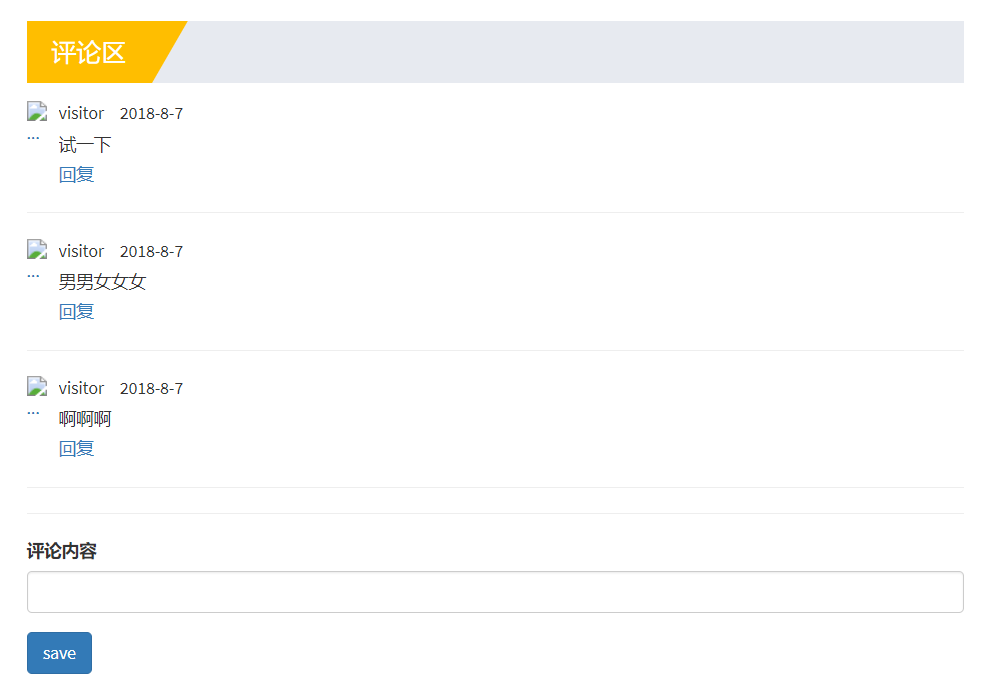 评论区
visitor 2018-8-7
...
试一下
回复
visitor 2018-8-7
...
男男女女女
回复
visitor 2018-8-7
...
啊啊啊
回复
评论内容
save